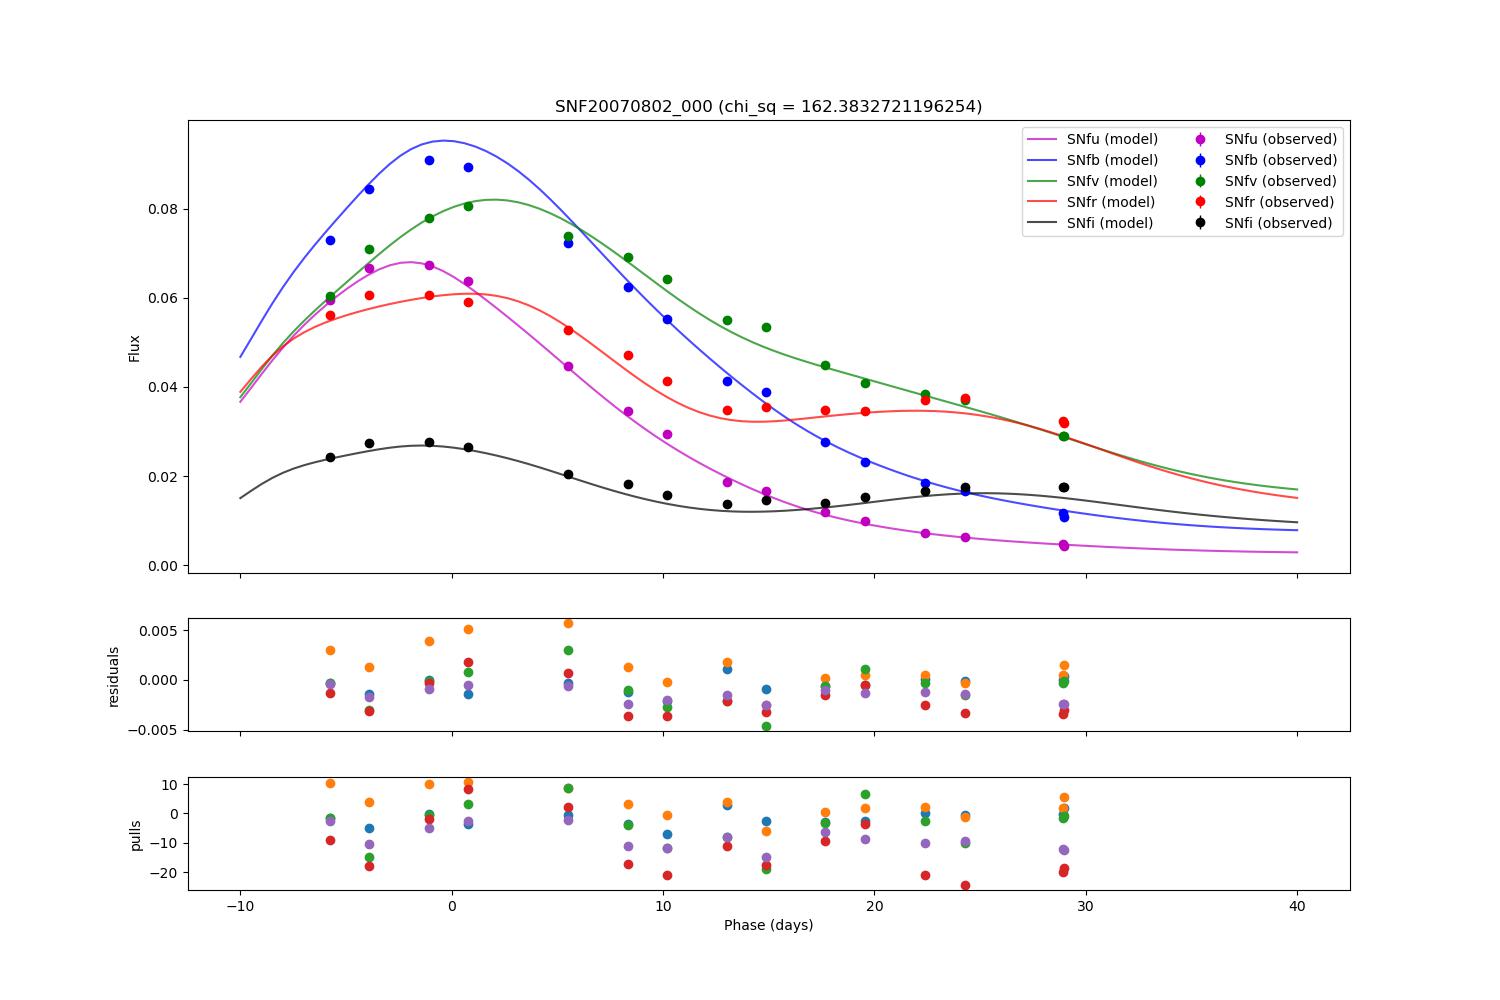 SNF20070802_000 (chi_sq = 162.3832721196254)
SNfu (model) SNfu (observed)
SNfb (model) SNfb (observed)
SNfv (model) SNfv (observed)
SNfr (model) SNfr (observed)
SNfi (model) SNfi (observed)
Flux
0.08
0.06
0.04
0.02
0.00
residuals
0.005
0.000
−0.005
pulls
10
0
−10
−20
−10 0 10 20 30 40
Phase (days)